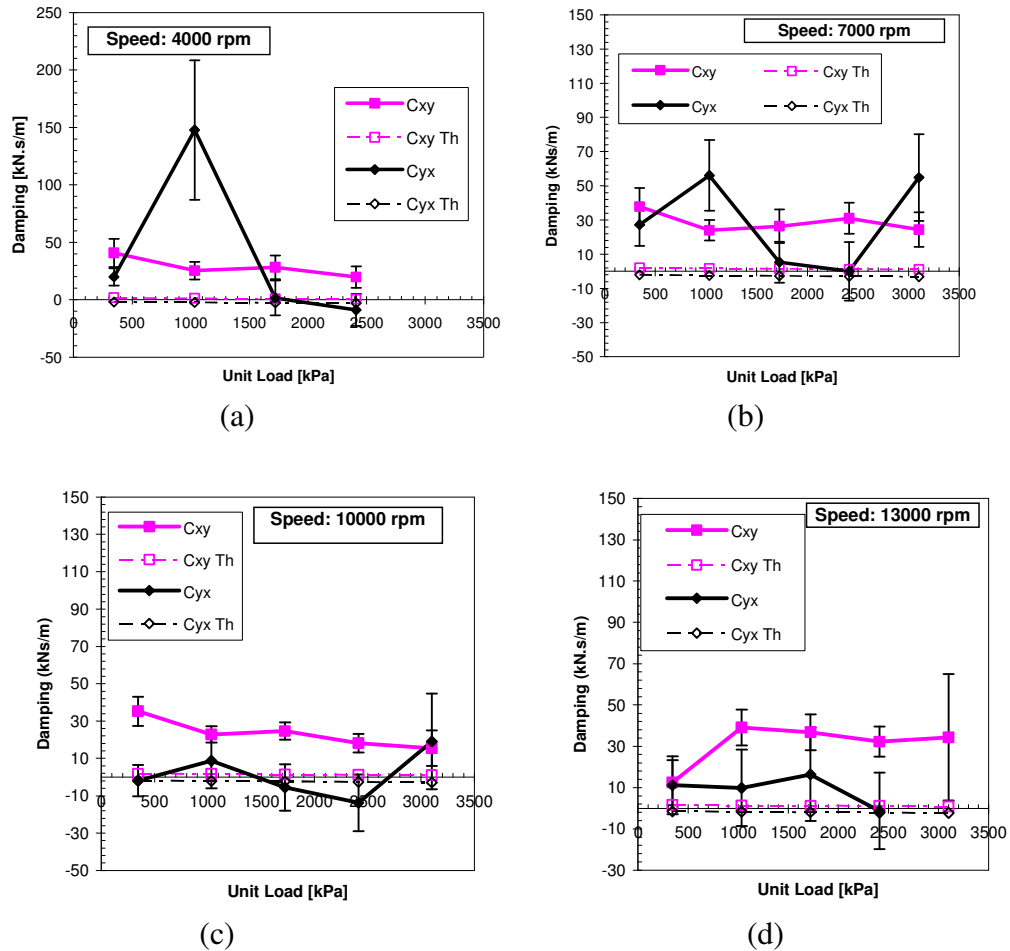 Speed: 4000 rpm
Damping [kN.s/m]
250
200
150
100
50
0
-50
0 500 1000 1500 2000 2500 3000 3500
Unit Load [kPa]
Cxy
Cxy Th
Cyx
Cyx Th
(a)
Speed: 7000 rpm
Damping (kNs/m)
150
130
110
90
70
50
30
10
-10
-30
-50
0 500 1000 1500 2000 2500 3000 3500
Unit Load [kPa]
Cxy Cxy Th
Cyx Cyx Th
(b)
Speed: 10000 rpm
Damping (kNs/m)
150
130
110
90
70
50
30
10
-10
-30
-50
0 500 1000 1500 2000 2500 3000 3500
Unit Load [kPa]
Cxy
Cxy Th
Cyx
Cyx Th
(c)
Speed: 13000 rpm
Damping (kN.s/m)
150
130
110
90
70
50
30
10
-10
-30
0 500 1000 1500 2000 2500 3000 3500
Unit Load [kPa]
Cxy
Cxy Th
Cyx
Cyx Th
(d)